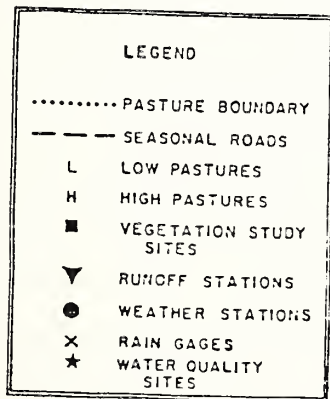 LEGEND
PASTURE BOUNDARY
SEASONAL ROADS
L LOW PASTURES
H HIGH PASTURES
VEGETATION STUDY
SITES
RUNOFF STATIONS
WEATHER STATIONS
RAIN GAGES
WATER QUALITY
SITES